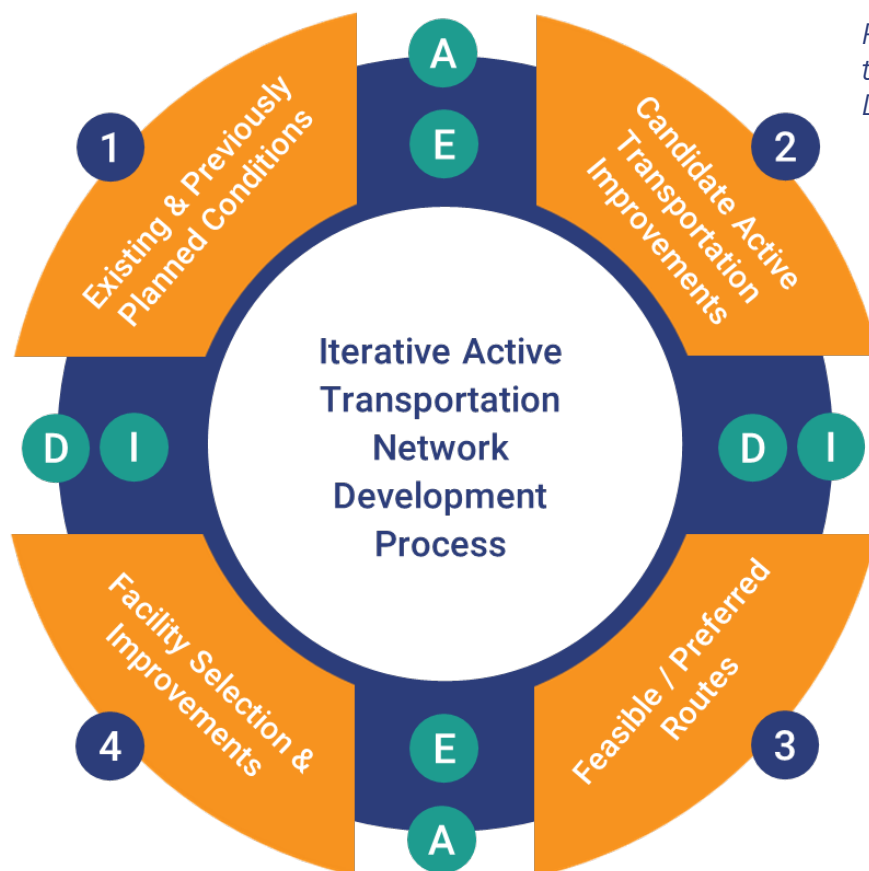 A
E
1
Existing & Previously
Planned Conditions
2
Candidate Active
Transportation
Improvements
Iterative Active
Transportation
Network
Development
Process
D I
D I
4
Facility Selection &
Improvements
3
Feasible / Preferred
Routes
E
A